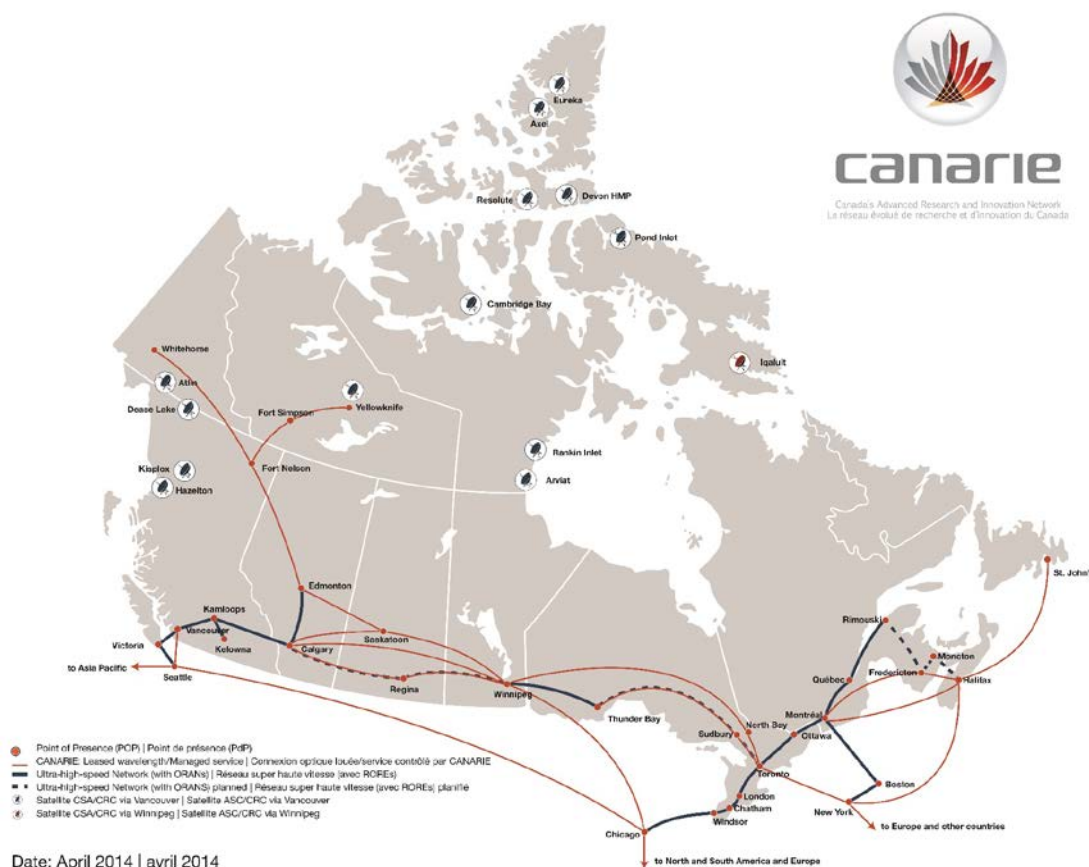 canarie
Canada's Advanced Research and Innovation Network
Le réseau évolué de recherche et d'innovation du Canada
Eureka
Axel
Resolute
Devon HMP
Pond Inlet
Cambridge Bay
Whitehorse
Iqaluit
Atlin
Dease Lake
Yellowknife
Fort Simpson
Fort Nelson
Rankin Inlet
Kispiox
Hazelton
Arviat
St. John'
Edmonton
Kamloops
Rimouski
Vancouver
Saskatoon
Victoria
Kelowna
Calgary
Moncton
to Asia Pacific
Seattle
Fredericton
Halifax
Québec
Regina
Winnipeg
Thunder Bay
Montréal
North Bay
Sudbury
Ottawa
Toronto
Boston
London
Chatham
Windsor
New York
Chicago
to Europe and other countries
to North and South America and Europe
Point of Presence (POP) | Point de présence (PdP)
CANARIE: Leased wavelength/Managed service | Connexion optique louée/service contrôlé par CANARIE
Ultra-high-speed Network (with ORANs) | Réseau super haute vitesse (avec ROREs)
Ultra-high-speed Network (with ORANS) planned | Réseau super haute vitesse (avec ROREs) planifié
Satellite CSA/CRC via Vancouver | Satellite ASC/CRC via Vancouver
Satellite CSA/CRC via Winnipeg | Satellite ASC/CRC via Winnipeg
Date: April 2014 | avril 2014